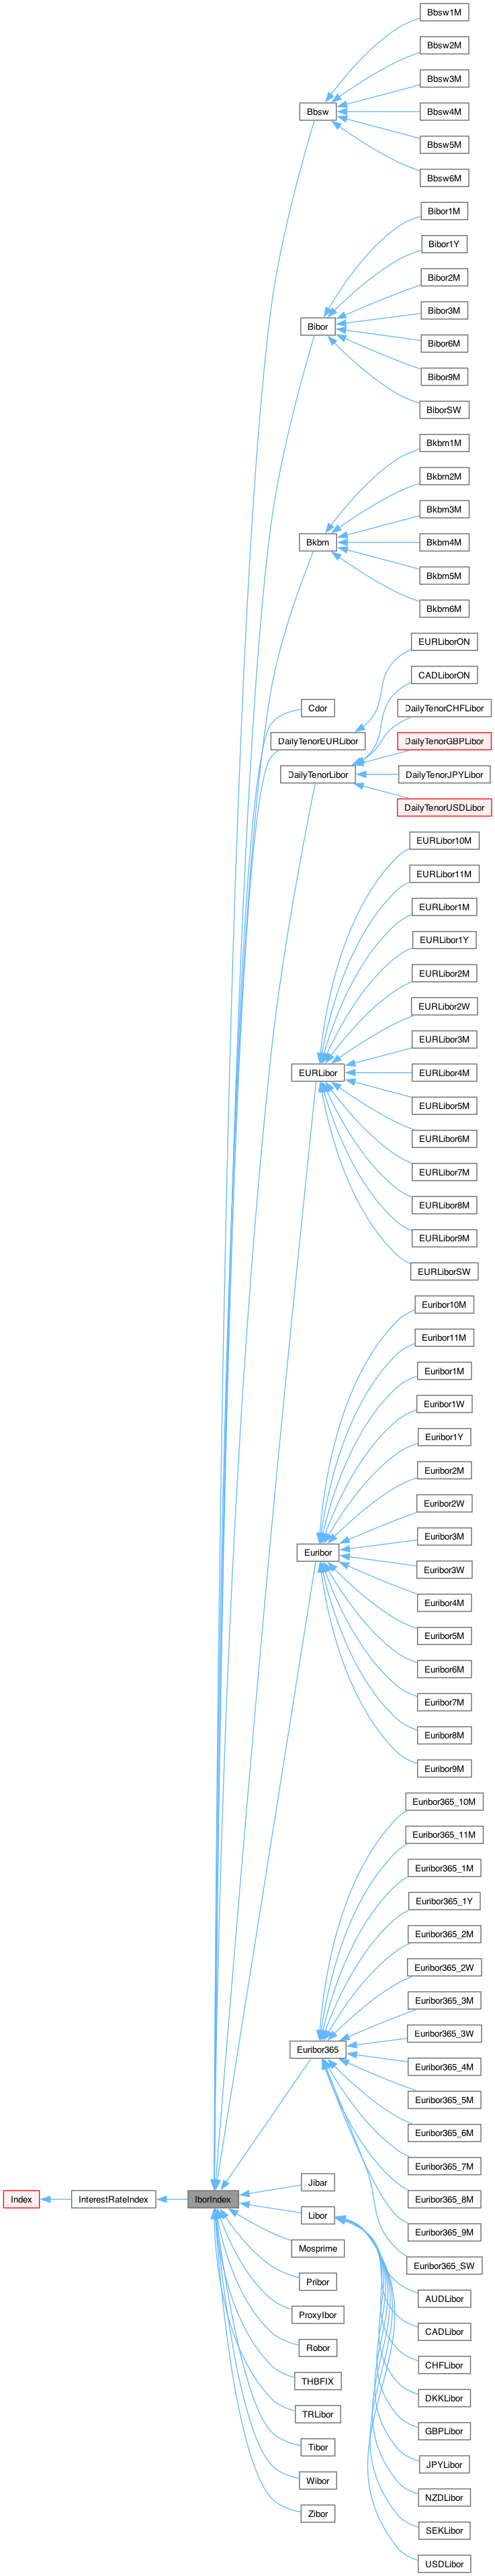 Bbsw1M
Bbsw2M
Bbsw3M
Bbsw
Bbsw4M
Bbsw5M
Bbsw6M
Bibor1M
Bibor1Y
Bibor2M
Bibor3M
Bibor
Bibor6M
Bibor9M
BiborSW
Bkbm1M
Bkbm2M
Bkbm3M
Bkbm
Bkbm4M
Bkbm5M
Bkbm6M
EURLiborON
CADLiborON
Cdor
DailyTenorCHFLibor
DailyTenorEURLibor
DailyTenorGBPLibor
DailyTenorLibor
DailyTenorJPYLibor
DailyTenorUSDLibor
EURLibor10M
EURLibor11M
EURLibor1M
EURLibor1Y
EURLibor2M
EURLibor2W
EURLibor3M
EURLibor
EURLibor4M
EURLibor5M
EURLibor6M
EURLibor7M
EURLibor8M
EURLibor9M
EURLiborSW
Euribor10M
Euribor11M
Euribor1M
Euribor1W
Euribor1Y
Euribor2M
Euribor2W
Euribor3M
Euribor
Euribor3W
Euribor4M
Euribor5M
Euribor6M
Euribor7M
Euribor8M
Euribor9M
Euribor365_10M
Euribor365_11M
Euribor365_1M
Euribor365_1Y
Euribor365_2M
Euribor365_2W
Euribor365_3M
Euribor365_3W
Euribor365
Euribor365_4M
Euribor365_5M
Euribor365_6M
Euribor365_7M
Jibar
Euribor365_8M
Index
InterestRateIndex
IborIndex
Libor
Euribor365_9M
Mosprime
Euribor365_SW
Pribor
AUDLibor
ProxyIbor
CADLibor
Robor
CHFLibor
THBFIX
DKKLibor
TRLibor
GBPLibor
Tibor
JPYLibor
Wibor
NZDLibor
Zibor
SEKLibor
USDLibor